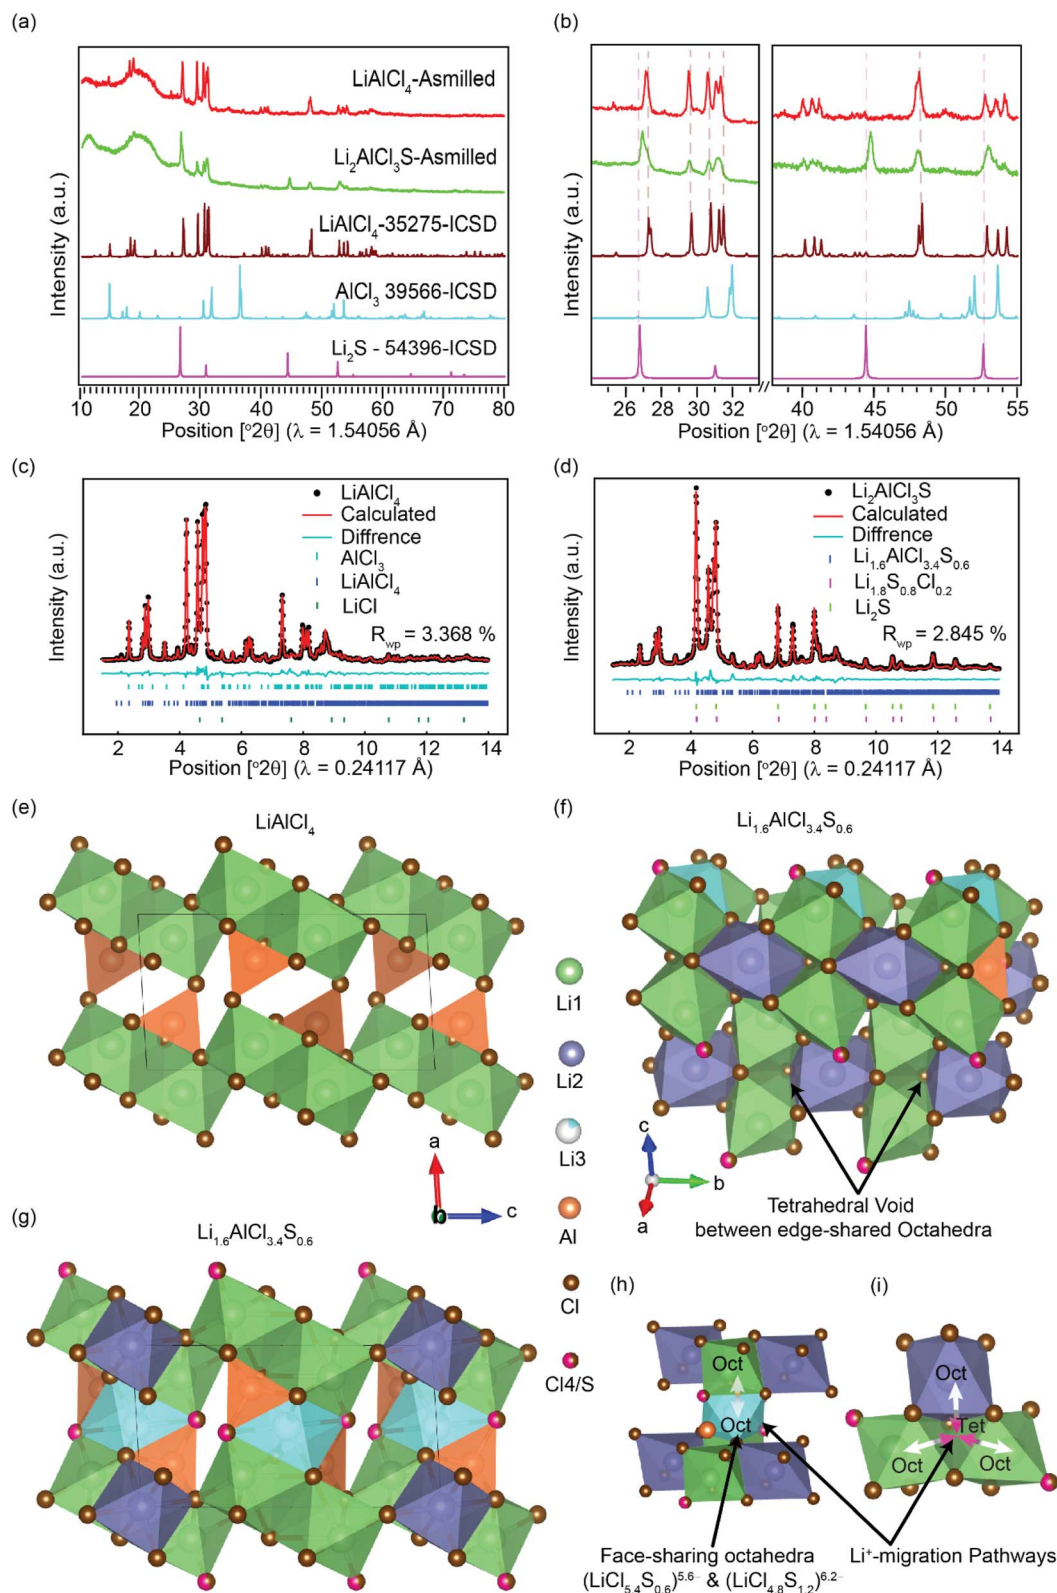 (a)
LiAlCl4-Asmilled
Li2AlCl3S-Asmilled
LiAlCl4-35275-ICSD
AlCl3 39566-ICSD
Li2S - 54396-ICSD
Intensity (a.u.)
10 20 30 40 50 60 70 80
Position [°2θ] (λ = 1.54056 Å)
(b)
Intensity (a.u.)
24 26 28 30 32 40 45 50 55
Position [°2θ] (λ = 1.54056 Å)
(c)
LiAlCl4
Calculated
Diffrence
AlCl3
LiAlCl4
LiCl
Rwp = 3.368 %
Intensity (a.u.)
2 4 6 8 10 12 14
Position [°2θ] (λ = 0.24117 Å)
(d)
Li2AlCl3S
Calculated
Diffrence
Li1.6AlCl3.4S0.6
Li1.8S0.8Cl0.2
Li2S
Rwp = 2.845 %
Intensity (a.u.)
2 4 6 8 10 12 14
Position [°2θ] (λ = 0.24117 Å)
(e)
LiAlCl4
a
b
c
(f)
Li1.6AlCl3.4S0.6
c
b
a
Tetrahedral Void
between edge-shared Octahedra
Li1
Li2
Li3
Al
Cl
Cl4/S
(g)
Li1.6AlCl3.4S0.6
(h)
Oct
Oct
Face-sharing octahedra
(LiCl5.4S0.6)5.6– & (LiCl4.8S1.2)6.2–
(i)
Oct
Tet
Oct
Oct
Li+-migration Pathways